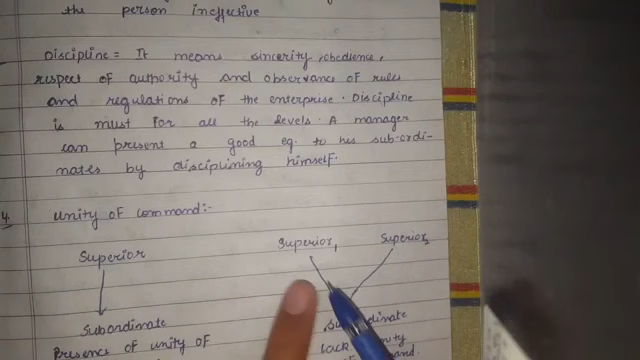 the person ineffective
Discipline = It means sincerity, obedience,
respect of authority and observance of rules
and regulations of the enterprise. Discipline
is must for all the levels. A manager
can present a good eg. to his sub-ordi-
nates by disciplining himself.
4 Unity of command:-
Superior Superior1 Superior2
Subordinate
Presence of unity of lack